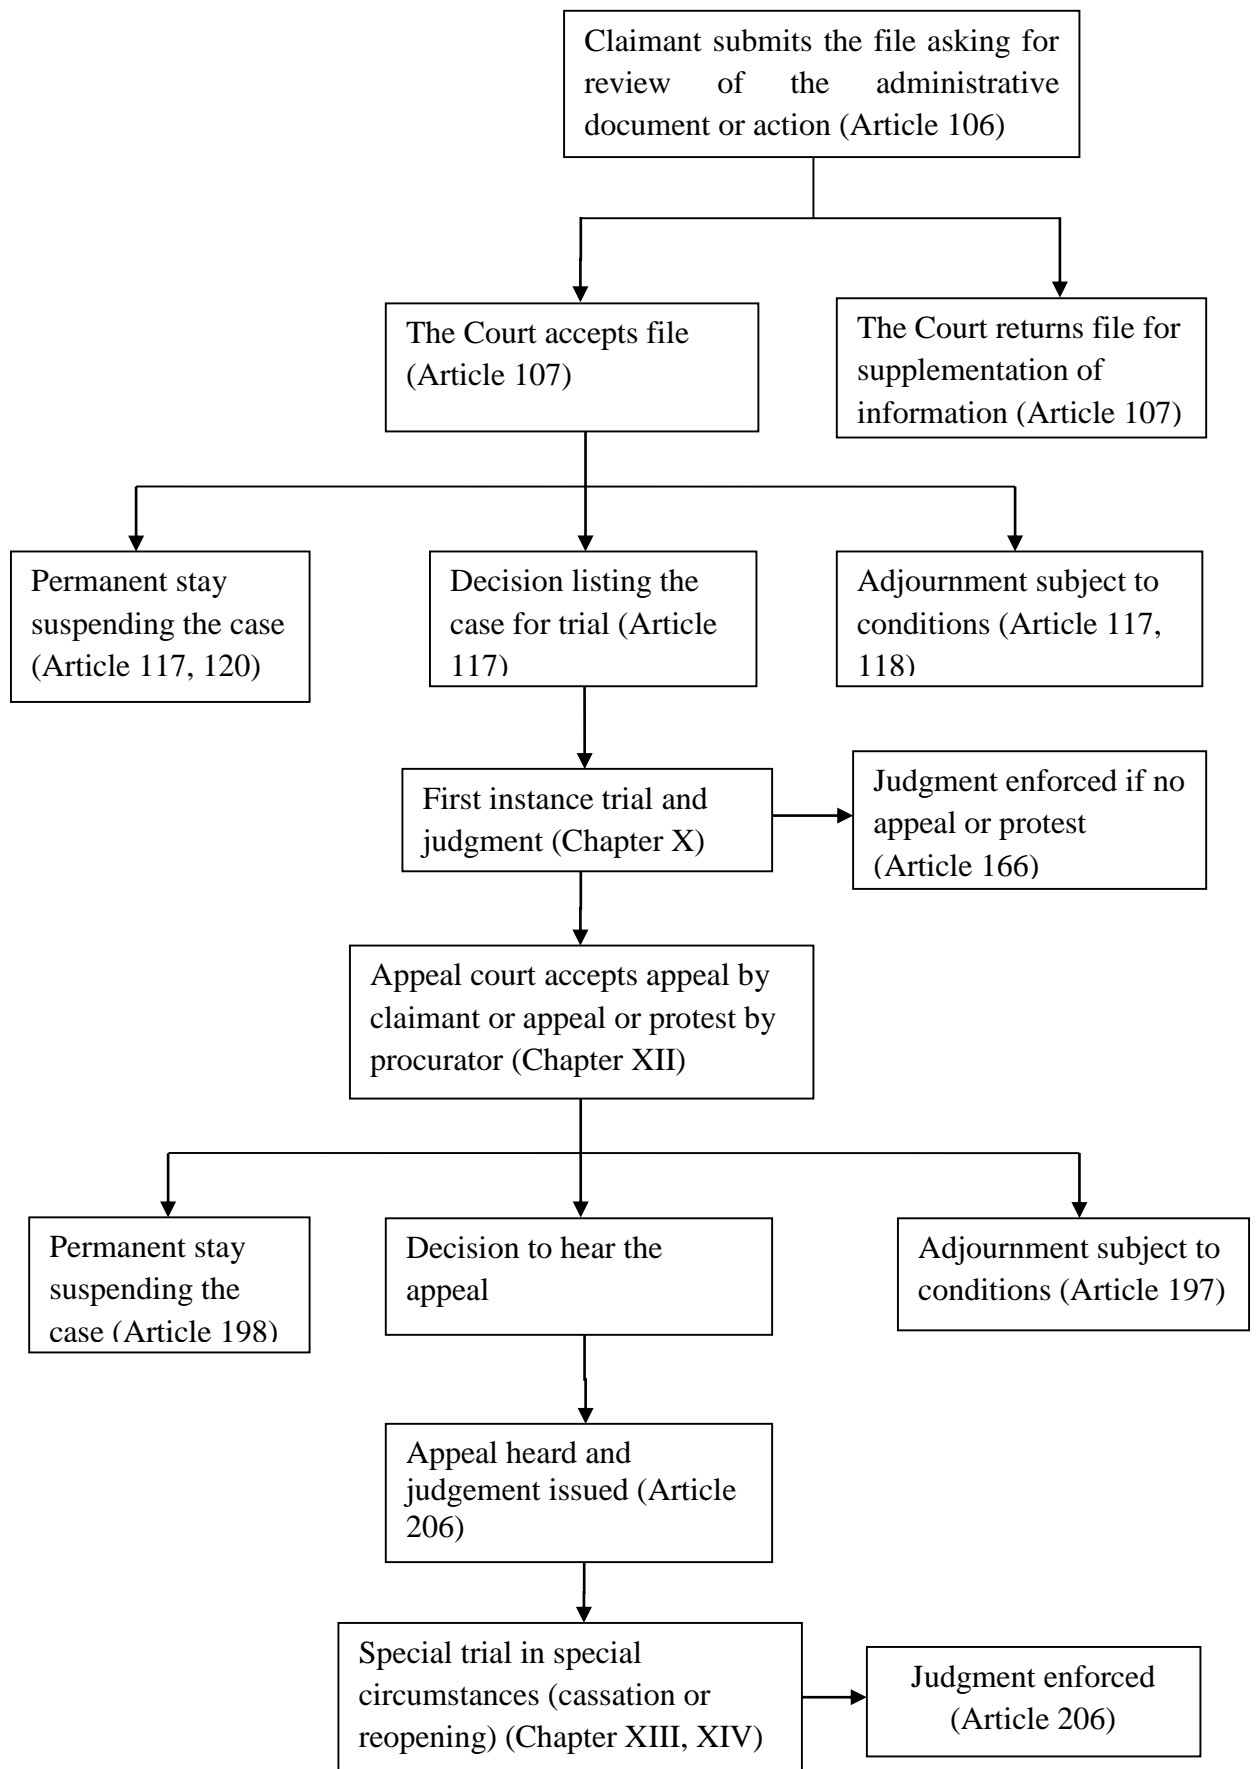 Claimant submits the file asking for
review of the administrative
document or action (Article 106)
The Court accepts file
(Article 107)
The Court returns file for
supplementation of
information (Article 107)
Permanent stay
suspending the case
(Article 117, 120)
Decision listing the
case for trial (Article
117)
Adjournment subject to
conditions (Article 117,
118)
First instance trial and
judgment (Chapter X)
Judgment enforced if no
appeal or protest
(Article 166)
Appeal court accepts appeal by
claimant or appeal or protest by
procurator (Chapter XII)
Permanent stay
suspending the
case (Article 198)
Decision to hear the
appeal
Adjournment subject to
conditions (Article 197)
Appeal heard and
judgement issued (Article
206)
Special trial in special
circumstances (cassation or
reopening) (Chapter XIII, XIV)
Judgment enforced
(Article 206)